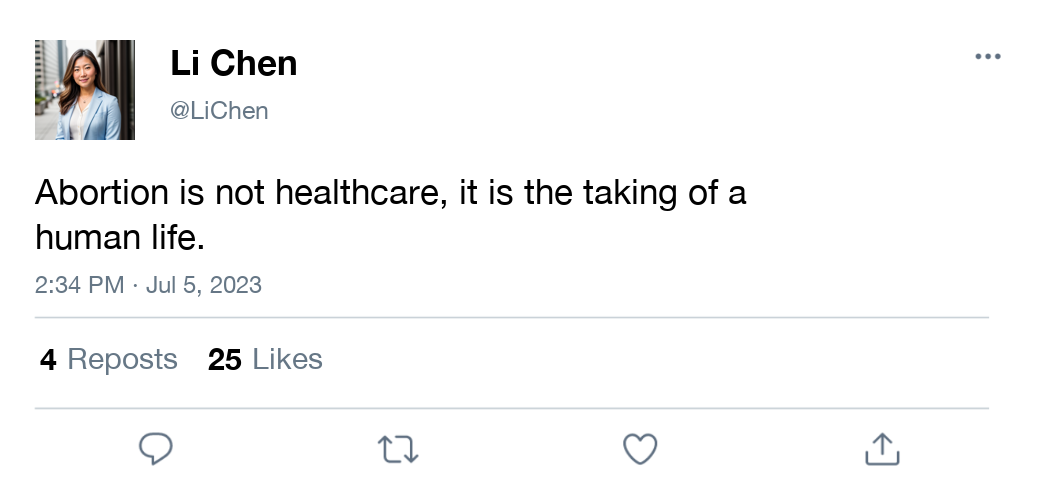 Li Chen
@LiChen
Abortion is not healthcare, it is the taking of a
human life.
2:34 PM · Jul 5, 2023
4 Reposts 25 Likes